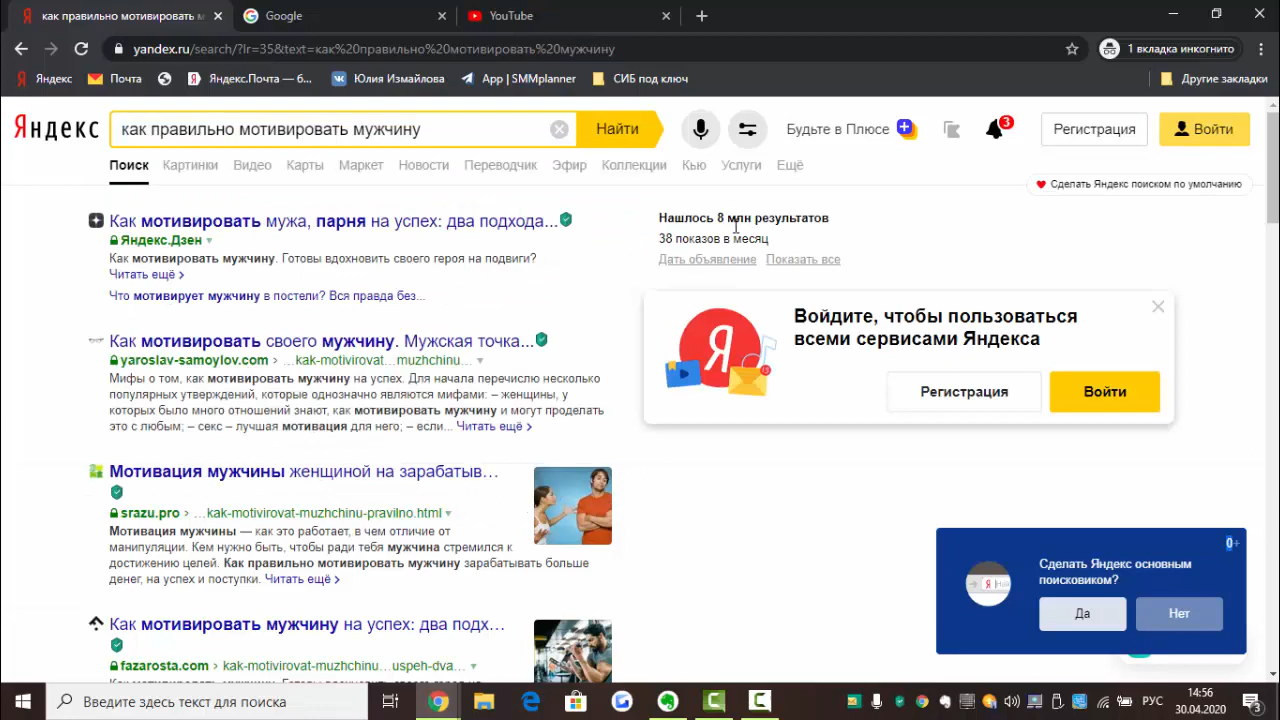 как правильно мотивировать м
Google
YouTube
yandex.ru/search/?lr=35&text=как%20правильно%20мотивировать%20мужчину
1 вкладка инкогнито
Яндекс
Почта
Яндекс.Почта — б...
Юлия Измайлова
App | SMMplanner
СИБ под ключ
Другие закладки
Яндекс
как правильно мотивировать мужчину
Найти
Будьте в Плюсе
3
Регистрация
Войти
Поиск
Картинки
Видео
Карты
Маркет
Новости
Переводчик
Эфир
Коллекции
Кью
Услуги
Ещё
Сделать Яндекс поиском по умолчанию
Как мотивировать мужа, парня на успех: два подхода...
Яндекс.Дзен
Как мотивировать мужчину. Готовы вдохновить своего героя на подвиги?
Читать ещё >
Что мотивирует мужчину в постели? Вся правда без...
Нашлось 8 млн результатов
38 показов в месяц
Дать объявление Показать все
Войдите, чтобы пользоваться
всеми сервисами Яндекса
Регистрация
Войти
Как мотивировать своего мужчину. Мужская точка...
yaroslav-samoylov.com > ...kak-motivirovat...muzhchinu...
Мифы о том, как мотивировать мужчину на успех. Для начала перечислю несколько
популярных утверждений, которые однозначно являются мифами: – женщины, у
которых было много отношений знают, как мотивировать мужчину и могут проделать
это с любым; – секс – лучшая мотивация для него; – если... Читать ещё >
Мотивация мужчины женщиной на зарабатыв...
srazu.pro > ...kak-motivirovat-muzhchinu-pravilno.html
Мотивация мужчины — как это работает, в чем отличие от
манипуляции. Кем нужно быть, чтобы ради тебя мужчина стремился к
достижению целей. Как правильно мотивировать мужчину зарабатывать больше
денег, на успех и поступки. Читать ещё >
Как мотивировать мужчину на успех: два подх...
fazarosta.com > kak-motivirovat-muzhchinu...uspeh-dva...
0+
Сделать Яндекс основным
поисковиком?
Да
Нет
Введите здесь текст для поиска
РУС
14:56
30.04.2020
3